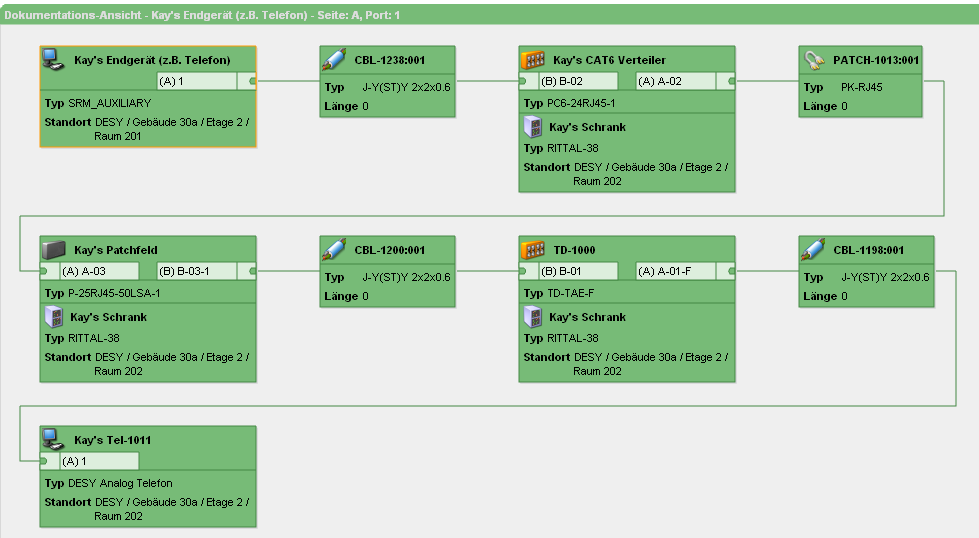 Dokumentations-Ansicht - Kay's Endgerät (z.B. Telefon) - Seite: A, Port: 1
Kay's Endgerät (z.B. Telefon)
(A) 1
Typ SRM_AUXILIARY
Standort DESY / Gebäude 30a / Etage 2 /
Raum 201
CBL-1238:001
Typ J-Y(ST)Y 2x2x0.6
Länge 0
Kay's CAT6 Verteiler
(B) B-02 (A) A-02
Typ PC6-24RJ45-1
Kay's Schrank
Typ RITTAL-38
Standort DESY / Gebäude 30a / Etage 2 /
Raum 202
PATCH-1013:001
Typ PK-RJ45
Länge 0
Kay's Patchfeld
(A) A-03 (B) B-03-1
Typ P-25RJ45-50LSA-1
Kay's Schrank
Typ RITTAL-38
Standort DESY / Gebäude 30a / Etage 2 /
Raum 202
CBL-1200:001
Typ J-Y(ST)Y 2x2x0.6
Länge 0
TD-1000
(B) B-01 (A) A-01-F
Typ TD-TAE-F
Kay's Schrank
Typ RITTAL-38
Standort DESY / Gebäude 30a / Etage 2 /
Raum 202
CBL-1198:001
Typ J-Y(ST)Y 2x2x0.6
Länge 0
Kay's Tel-1011
(A) 1
Typ DESY Analog Telefon
Standort DESY / Gebäude 30a / Etage 2 /
Raum 202